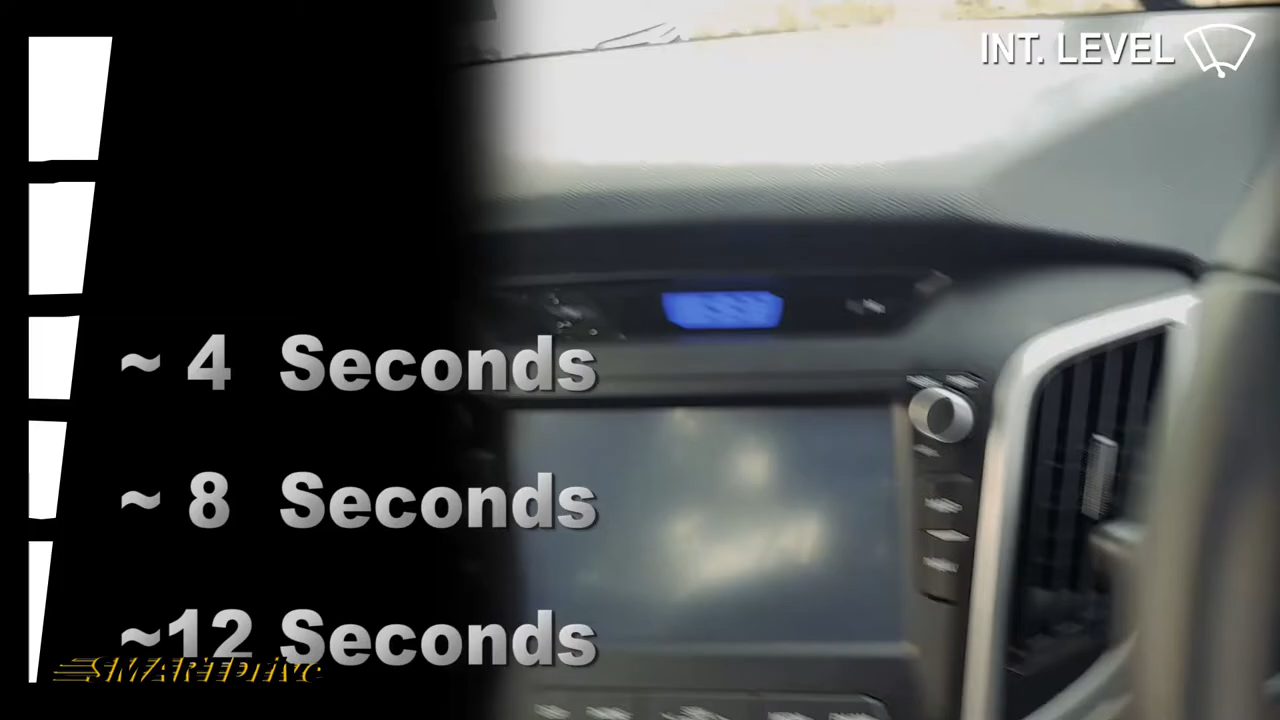 INT. LEVEL
~ 4 Seconds
~ 8 Seconds
~12 Seconds